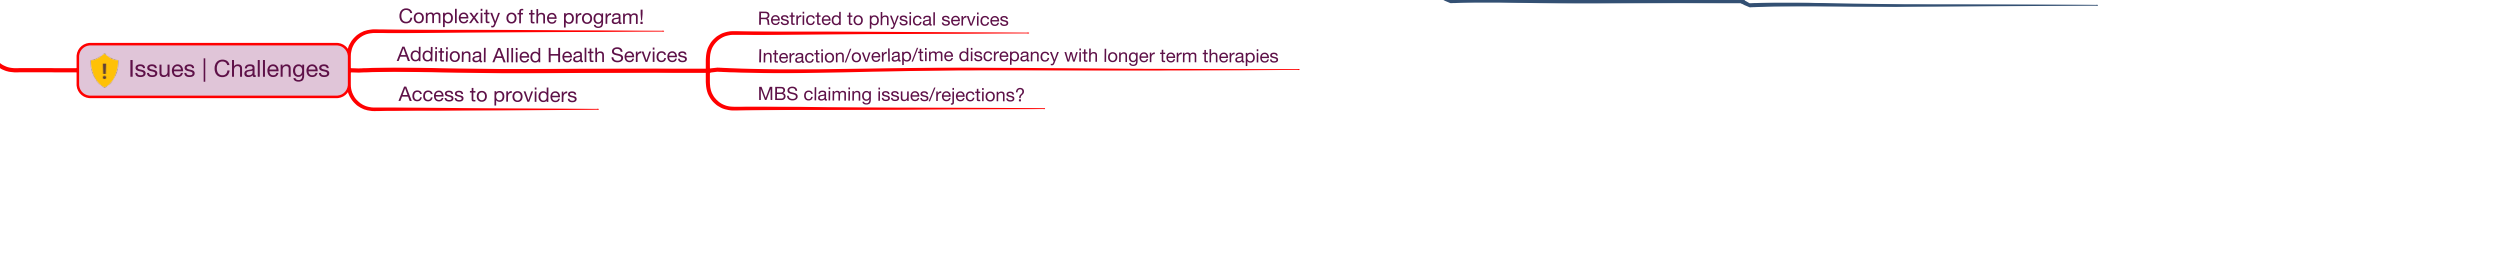 Issues | Challenges
Complexity of the program!
Additional Allied Health Services
Restricted to physical services
Interaction/overlap/time discrepancy with longer term therapies
MBS claiming issues/rejections?
Access to providers